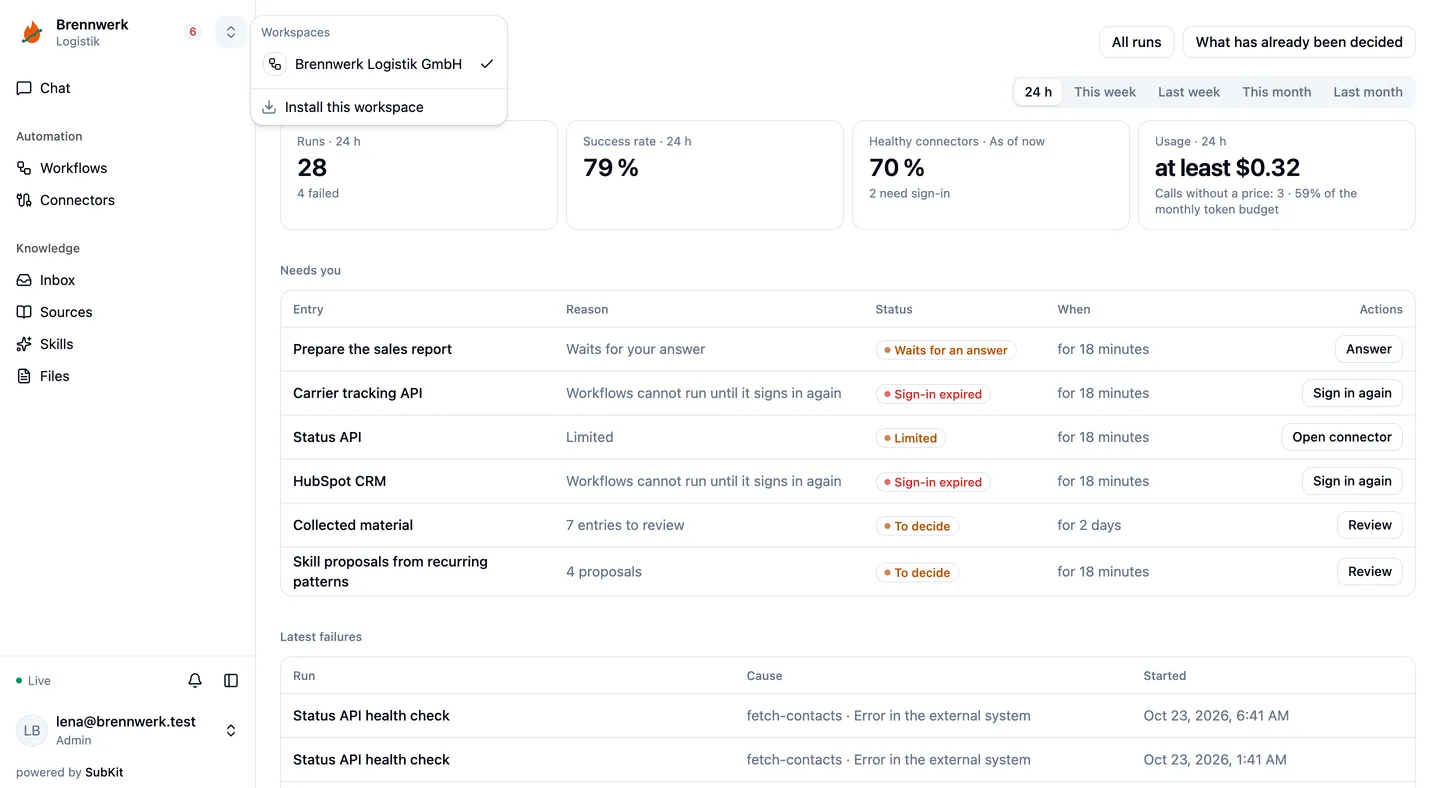 Brennwerk
Logistik
6
Chat
Automation
Workflows
Connectors
Knowledge
Inbox
Sources
Skills
Files
Live
LB
lena@brennwerk.test
Admin
powered by SubKit
Workspaces
Brennwerk Logistik GmbH
Install this workspace
All runs
What has already been decided
24 h
This week
Last week
This month
Last month
Runs · 24 h
28
4 failed
Success rate · 24 h
79 %
Healthy connectors · As of now
70 %
2 need sign-in
Usage · 24 h
at least $0.32
Calls without a price: 3 · 59% of the
monthly token budget
Needs you
Entry Reason Status When Actions
Prepare the sales report Waits for your answer Waits for an answer for 18 minutes Answer
Carrier tracking API Workflows cannot run until it signs in again Sign-in expired for 18 minutes Sign in again
Status API Limited Limited for 18 minutes Open connector
HubSpot CRM Workflows cannot run until it signs in again Sign-in expired for 18 minutes Sign in again
Collected material 7 entries to review To decide for 2 days Review
Skill proposals from recurring
patterns 4 proposals To decide for 18 minutes Review
Latest failures
Run Cause Started
Status API health check fetch-contacts · Error in the external system Oct 23, 2026, 6:41 AM
Status API health check fetch-contacts · Error in the external system Oct 23, 2026, 1:41 AM